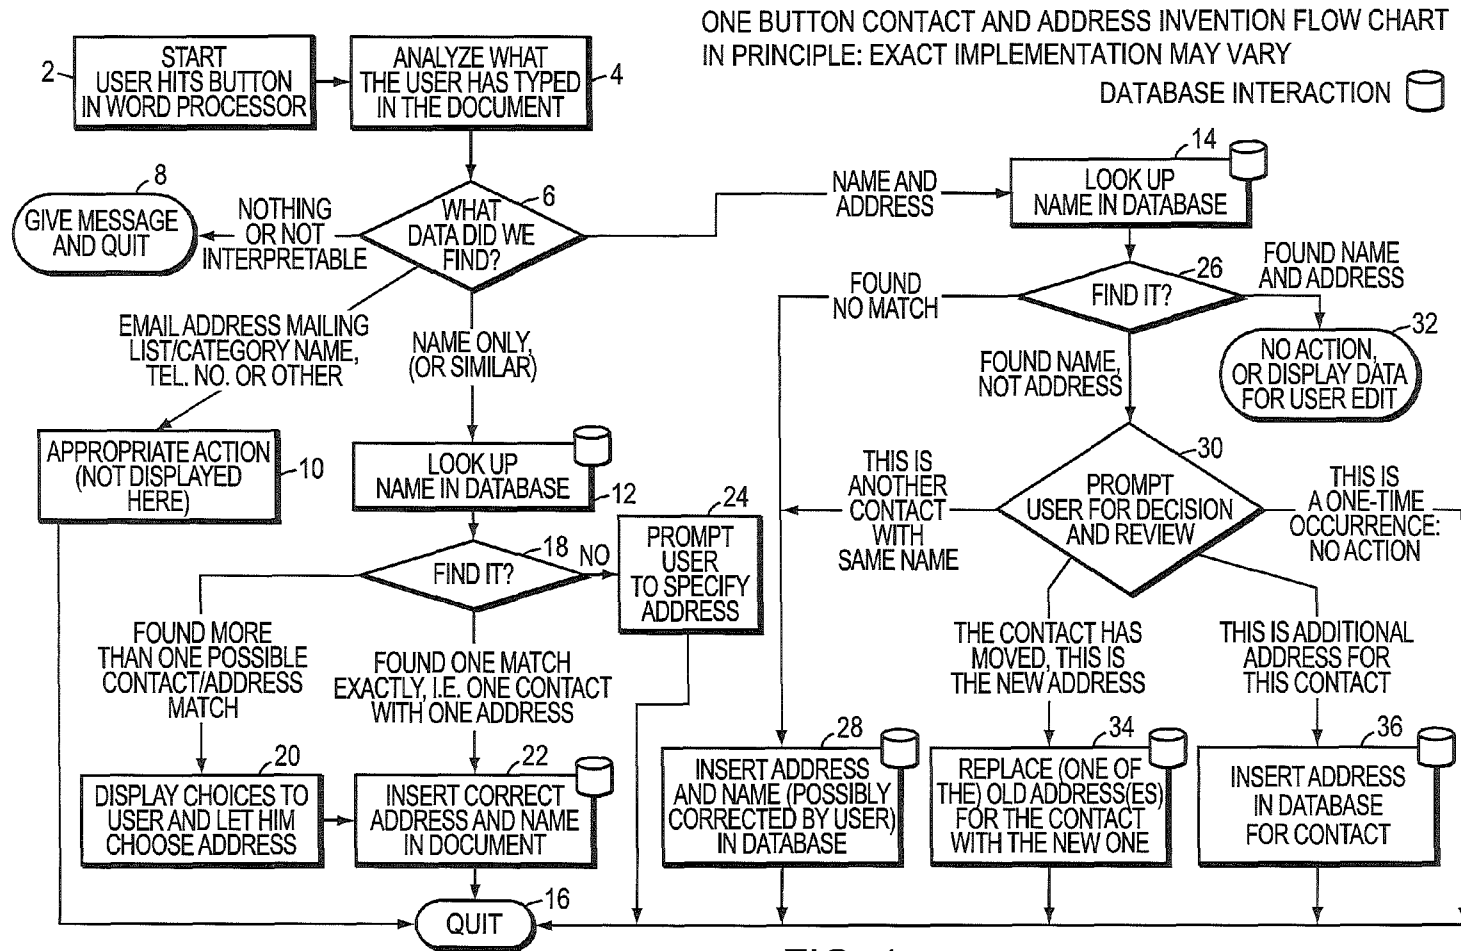 ONE BUTTON CONTACT AND ADDRESS INVENTION FLOW CHART
IN PRINCIPLE: EXACT IMPLEMENTATION MAY VARY
DATABASE INTERACTION
2
START
USER HITS BUTTON
IN WORD PROCESSOR
ANALYZE WHAT
THE USER HAS TYPED
IN THE DOCUMENT
4
8
GIVE MESSAGE
AND QUIT
NOTHING
OR NOT
INTERPRETABLE
6
WHAT
DATA DID WE
FIND?
NAME AND
ADDRESS
14
LOOK UP
NAME IN DATABASE
26
FIND IT?
FOUND
NO MATCH
FOUND NAME
AND ADDRESS
32
NO ACTION,
OR DISPLAY DATA
FOR USER EDIT
FOUND NAME,
NOT ADDRESS
EMAIL ADDRESS MAILING
LIST/CATEGORY NAME,
TEL. NO. OR OTHER
NAME ONLY,
(OR SIMILAR)
APPROPRIATE ACTION
(NOT DISPLAYED
HERE)
10
LOOK UP
NAME IN DATABASE
12
18
FIND IT?
NO
24
PROMPT
USER
TO SPECIFY
ADDRESS
THIS IS
ANOTHER
CONTACT
WITH
SAME NAME
30
PROMPT
USER FOR DECISION
AND REVIEW
THIS IS
A ONE-TIME
OCCURRENCE:
NO ACTION
FOUND MORE
THAN ONE POSSIBLE
CONTACT/ADDRESS
MATCH
FOUND ONE MATCH
EXACTLY, I.E. ONE CONTACT
WITH ONE ADDRESS
THE CONTACT HAS
MOVED, THIS IS
THE NEW ADDRESS
THIS IS ADDITIONAL
ADDRESS FOR
THIS CONTACT
20
DISPLAY CHOICES TO
USER AND LET HIM
CHOOSE ADDRESS
22
INSERT CORRECT
ADDRESS AND NAME
IN DOCUMENT
28
INSERT ADDRESS
AND NAME (POSSIBLY
CORRECTED BY USER)
IN DATABASE
34
REPLACE (ONE OF
THE) OLD ADDRESS(ES)
FOR THE CONTACT
WITH THE NEW ONE
36
INSERT ADDRESS
IN DATABASE
FOR CONTACT
16
QUIT